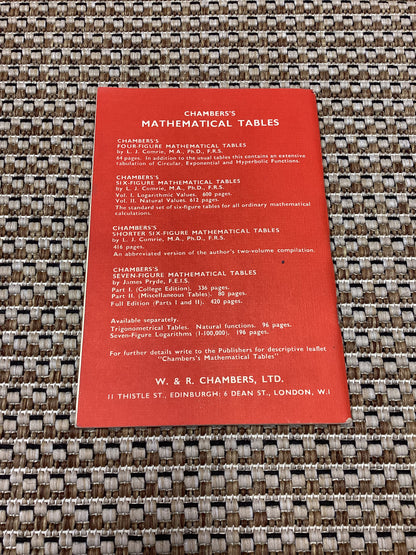 CHAMBERS's
MATHEMATICAL TABLES
CHAMBERS's
FOUR-FIGURE MATHEMATICAL TABLES
by L. J. Comrie, M.A., Ph.D., F.R.S.
64 pages. In addition to the usual tables this contains an extensive
tabulation of Circular, Exponential and Hyperbolic Functions.
CHAMBERS's
SIX-FIGURE MATHEMATICAL TABLES
by L. J. Comrie, M.A., Ph.D., F.R.S.
Vol. I. Logarithmic Values. 600 pages.
Vol. II. Natural Values. 612 pages.
The standard set of six-figure tables for all ordinary mathematical
calculations.
CHAMBERS's
SHORTER SIX-FIGURE MATHEMATICAL TABLES
by L. J. Comrie, M.A., Ph.D., F.R.S.
416 pages.
An abbreviated version of the author's two-volume compilation.
CHAMBERS's
SEVEN-FIGURE MATHEMATICAL TABLES
by James Pryde, F.E.I.S.
Part I. (College Edition). 336 pages.
Part II. (Miscellaneous Tables). 80 pages.
Full Edition (Parts I and II). 420 pages.
Available separately.
Trigonometrical Tables. Natural functions. 96 pages.
Seven-Figure Logarithms (1-100,000). 196 pages.
For further details write to the Publishers for descriptive leaflet
"Chambers's Mathematical Tables"
W. & R. CHAMBERS, LTD.
11 THISTLE ST., EDINBURGH; 6 DEAN ST., LONDON, W.1